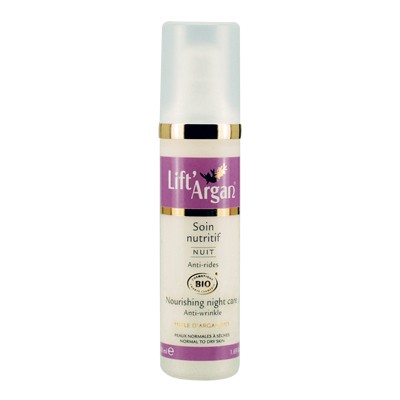 Lift'Argan
Soin
nutritif
NUIT
Anti-rides
BIO
Nourishing night care
Anti-wrinkle
D'ARGAN
PEAUX NORMALES À SÈCHES
NORMAL TO DRY SKIN